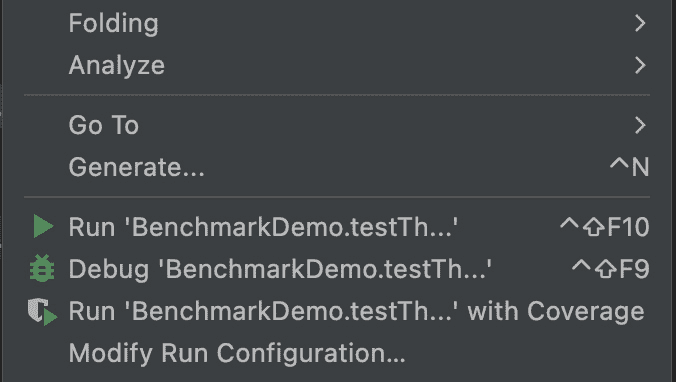 Folding
Analyze
Go To
Generate... ^N
Run 'BenchmarkDemo.testTh...' ^⇧F10
Debug 'BenchmarkDemo.testTh...' ^⇧F9
Run 'BenchmarkDemo.testTh...' with Coverage
Modify Run Configuration...